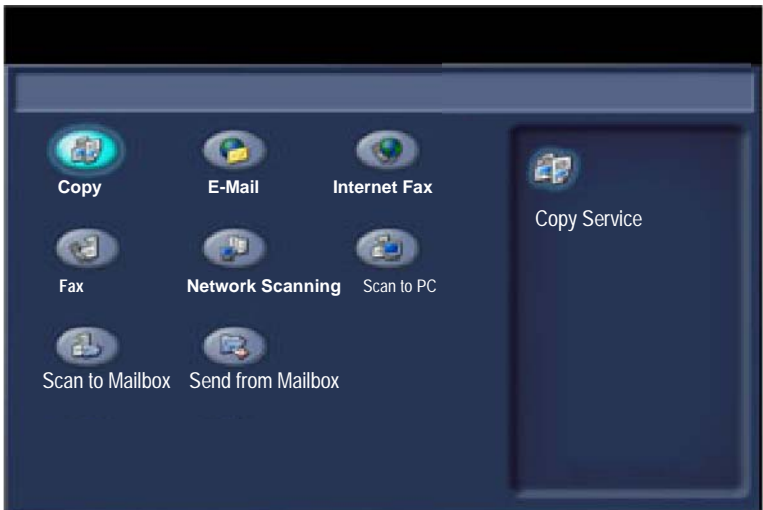 Copy E-Mail Internet Fax
Copy Service
Fax Network Scanning Scan to PC
Scan to Mailbox Send from Mailbox